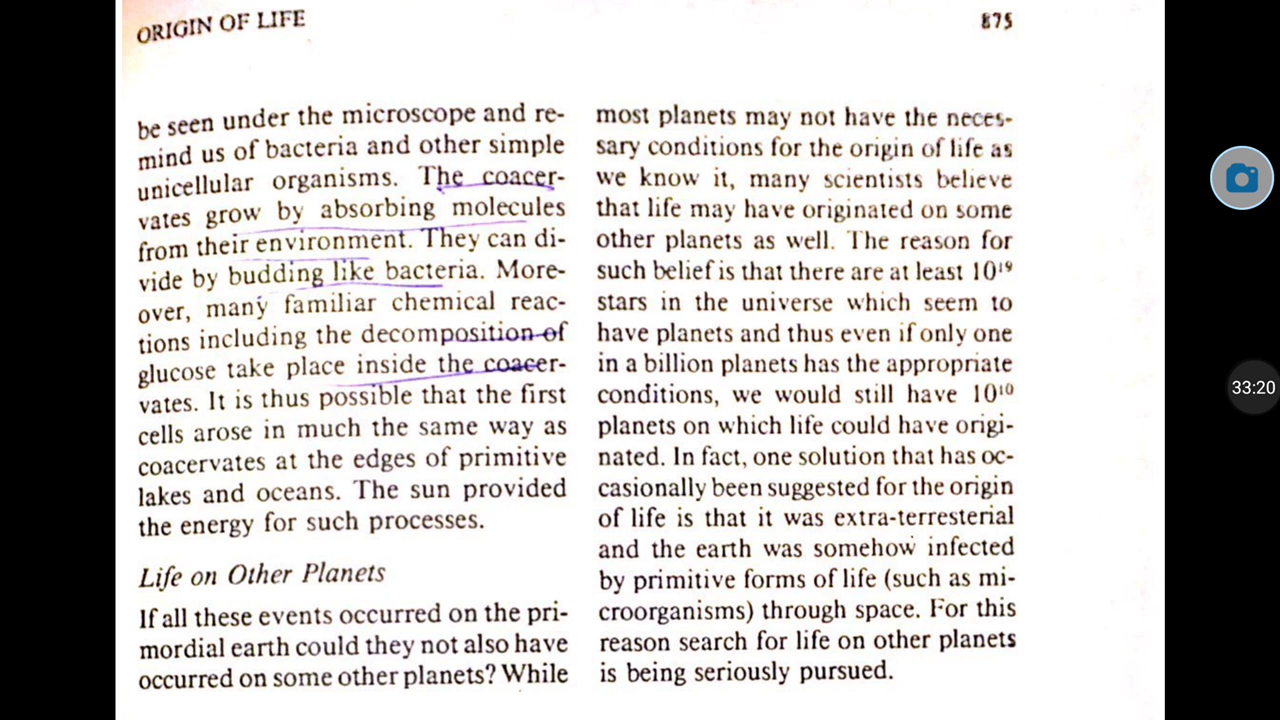 ORIGIN OF LIFE
875
be seen under the microscope and re-
mind us of bacteria and other simple
unicellular organisms. The coacer-
vates grow by absorbing molecules
from their environment. They can di-
vide by budding like bacteria. More-
over, many familiar chemical reac-
tions including the decomposition of
glucose take place inside the coacer-
vates. It is thus possible that the first
cells arose in much the same way as
coacervates at the edges of primitive
lakes and oceans. The sun provided
the energy for such processes.
Life on Other Planets
If all these events occurred on the pri-
mordial earth could they not also have
occurred on some other planets? While
most planets may not have the neces-
sary conditions for the origin of life as
we know it, many scientists believe
that life may have originated on some
other planets as well. The reason for
such belief is that there are at least 10¹⁹
stars in the universe which seem to
have planets and thus even if only one
in a billion planets has the appropriate
conditions, we would still have 10¹⁰
planets on which life could have origi-
nated. In fact, one solution that has oc-
casionally been suggested for the origin
of life is that it was extra-terresterial
and the earth was somehow infected
by primitive forms of life (such as mi-
croorganisms) through space. For this
reason search for life on other planets
is being seriously pursued.
33:20